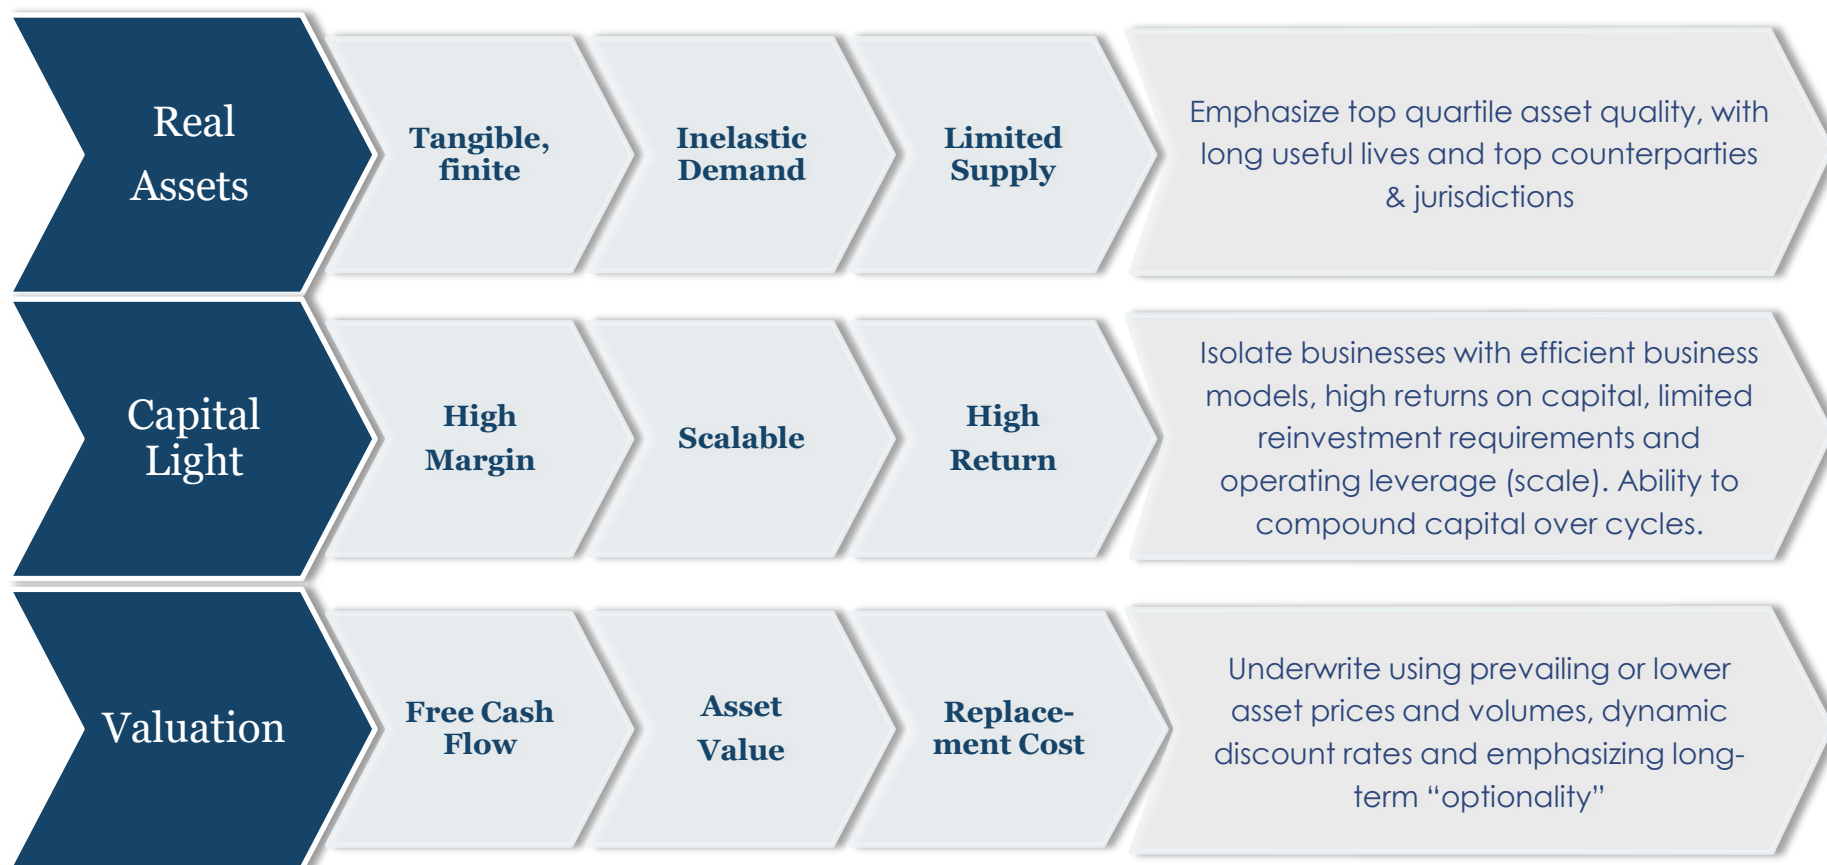 Real
Assets
Tangible,
finite
Inelastic
Demand
Limited
Supply
Emphasize top quartile asset quality, with
long useful lives and top counterparties
& jurisdictions
Capital
Light
High
Margin
Scalable
High
Return
Isolate businesses with efficient business
models, high returns on capital, limited
reinvestment requirements and
operating leverage (scale). Ability to
compound capital over cycles.
Valuation
Free Cash
Flow
Asset
Value
Replace-
ment Cost
Underwrite using prevailing or lower
asset prices and volumes, dynamic
discount rates and emphasizing long-
term “optionality”